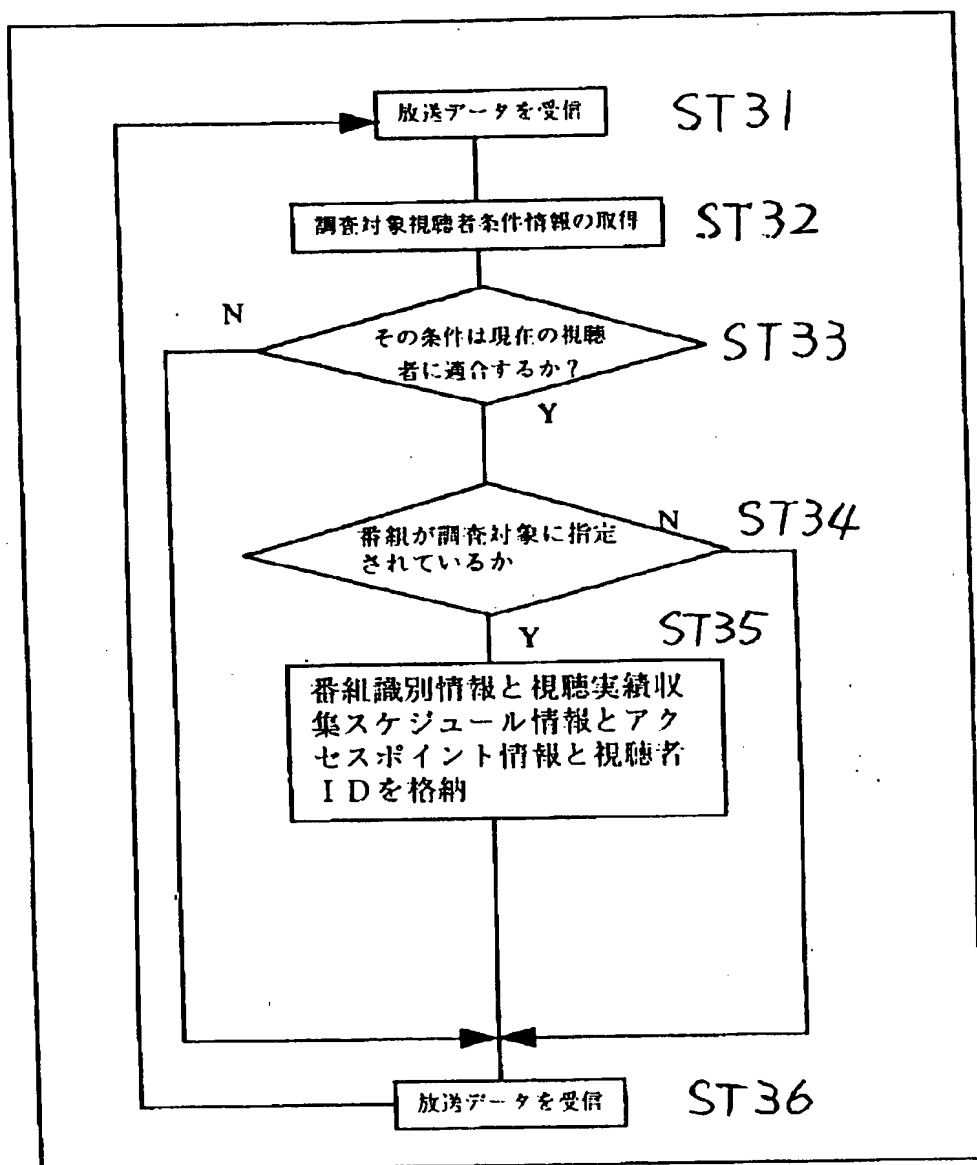 放送データを受信
ST31
調査対象視聴者条件情報の取得
ST32
N
その条件は現在の視聴
者に適合するか？
ST33
Y
番組が調査対象に指定
されているか
N
ST34
Y
ST35
番組識別情報と視聴実績収
集スケジュール情報とアク
セスポイント情報と視聴者
ＩＤを格納
放送データを受信
ST36